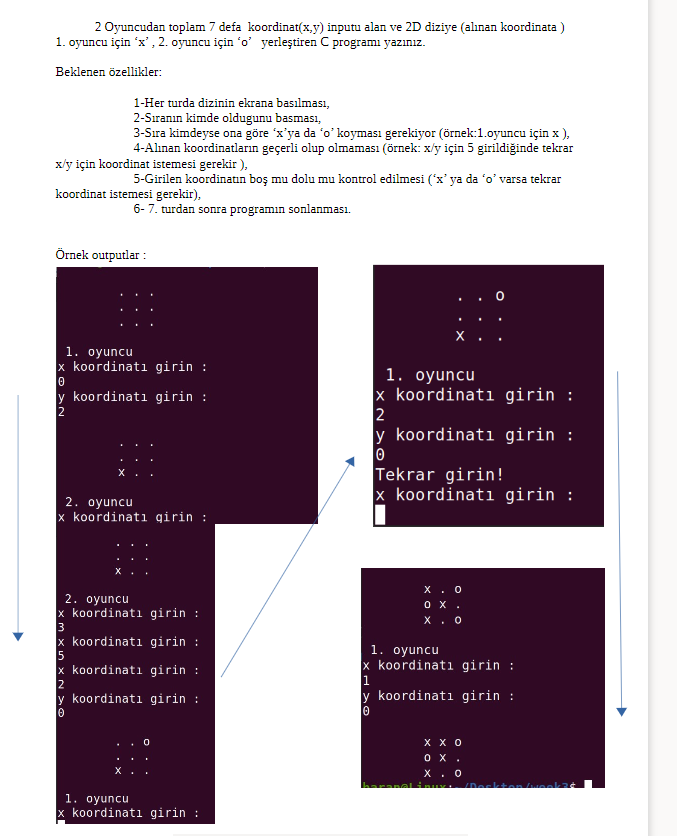 2 Oyuncudan toplam 7 defa koordinat(x,y) inputu alan ve 2D diziye (alınan koordinata )
1. oyuncu için ‘x’ , 2. oyuncu için ‘o’ yerleştiren C programı yazınız.
Beklenen özellikler:
1-Her turda dizinin ekrana basılması,
2-Sıranın kimde oldugunu basması,
3-Sıra kimdeyse ona göre ‘x’ya da ‘o’ koyması gerekiyor (örnek:1.oyuncu için x ),
4-Alınan koordinatların geçerli olup olmaması (örnek: x/y için 5 girildiğinde tekrar
x/y için koordinat istemesi gerekir ),
5-Girilen koordinatın boş mu dolu mu kontrol edilmesi (‘x’ ya da ‘o’ varsa tekrar
koordinat istemesi gerekir),
6- 7. turdan sonra programın sonlanması.
Örnek outputlar :
. . .
. . .
. . .
1. oyuncu
x koordinatı girin :
0
y koordinatı girin :
2
. . .
. . .
x . .
2. oyuncu
x koordinatı girin :
. . .
. . .
x . .
2. oyuncu
x koordinatı girin :
3
x koordinatı girin :
5
x koordinatı girin :
2
y koordinatı girin :
0
. . o
. . .
x . .
1. oyuncu
x koordinatı girin :
. . o
. . .
x . .
1. oyuncu
x koordinatı girin :
2
y koordinatı girin :
0
Tekrar girin!
x koordinatı girin :
x . o
o x .
x . o
1. oyuncu
x koordinatı girin :
1
y koordinatı girin :
0
x x o
o x .
x . o
baran@Linux:~/Desktop/week3$